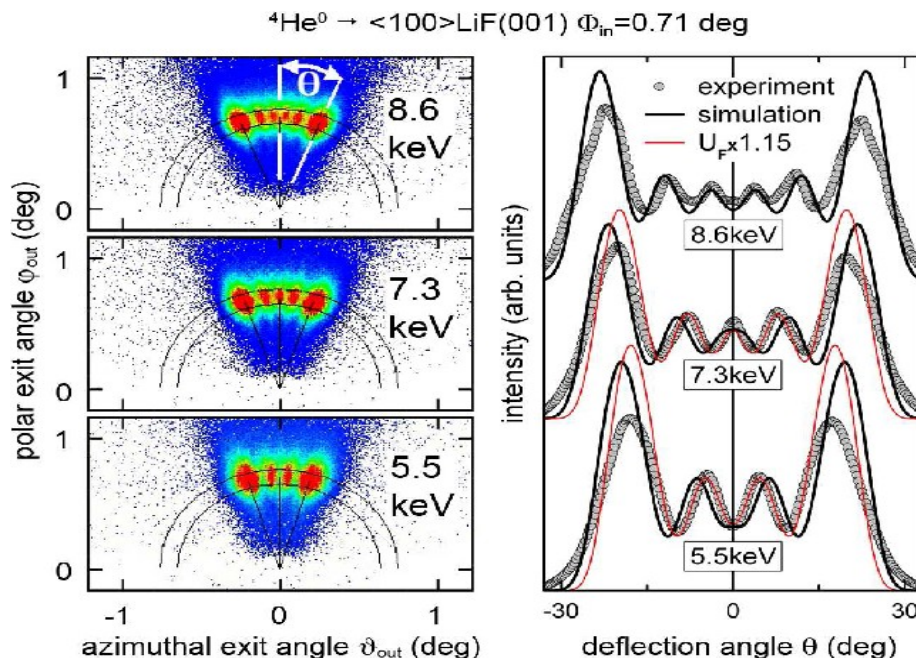 ⁴He⁰ → <100>LiF(001) Φin=0.71 deg
polar exit angle φout (deg)
1
0
θ
8.6
keV
1
0
7.3
keV
1
0
5.5
keV
-1
0
1
azimuthal exit angle ϑout (deg)
intensity (arb. units)
experiment
simulation
UFx1.15
8.6keV
7.3keV
5.5keV
-30
0
30
deflection angle θ (deg)